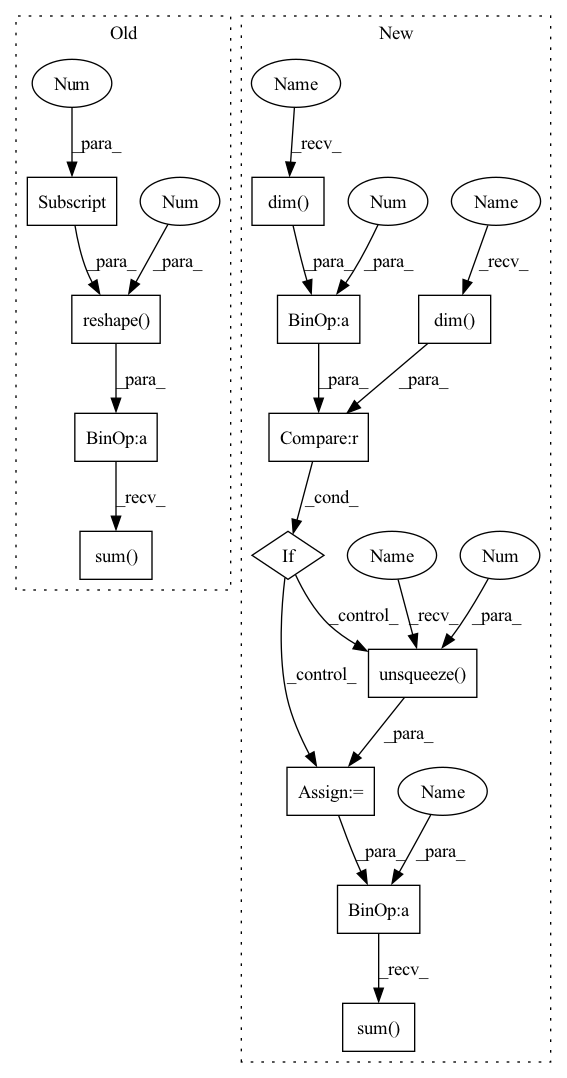 Old
New
Num
Name
_para_
_recv_
Subscript
Num
dim()
Num
Name
_para_
_para_
_para_
_para_
_recv_
reshape()
BinOp:a
dim()
_para_
_para_
_para_
BinOp:a
Compare:r
_recv_
_cond_
sum()
If
Name
Num
_control_
_recv_
_para_
_control_
unsqueeze()
_para_
Assign:=
Name
_para_
_para_
BinOp:a
_recv_
sum()